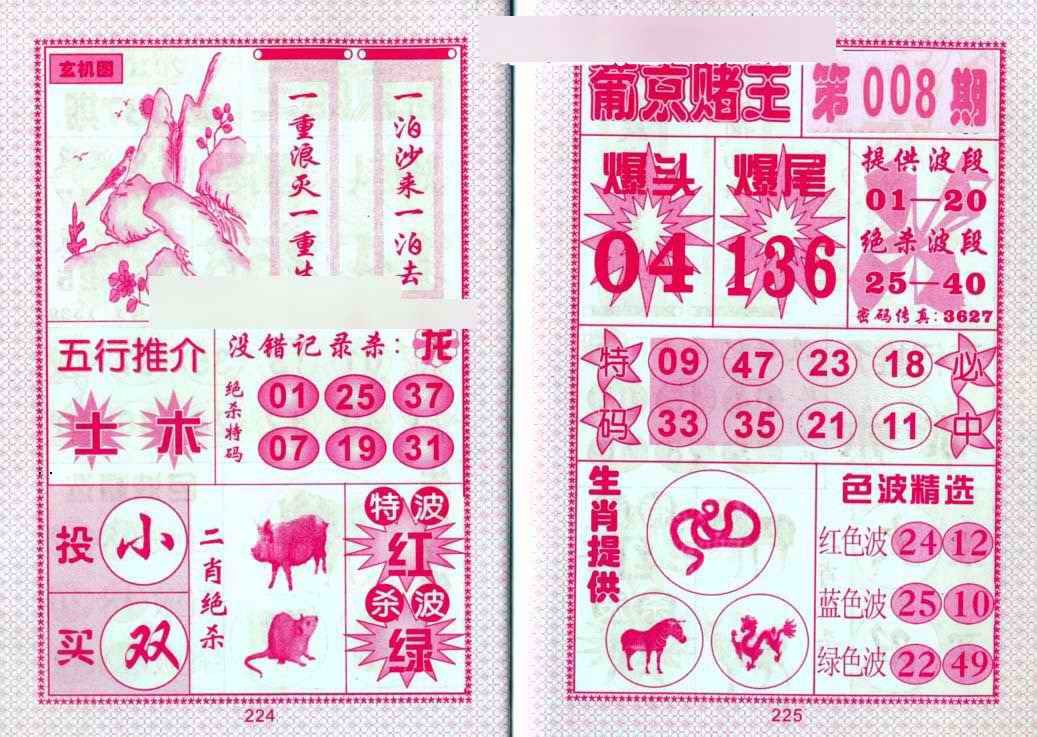 玄机图
一泊沙来一泊去
一重浪灭一重生
五行推介
土 木
没错记录杀：龙
绝杀特码
01 25 37
07 19 31
投 小
买 双
二肖绝杀
特波
红
杀波
绿
224
葡京赌王
第008期
爆头
04
爆尾
136
提供波段
01—20
绝杀波段
25—40
密码传真:3627
特码
09 47 23 18
33 35 21 11
必中
生肖提供
色波精选
红色波 24 12
蓝色波 25 10
绿色波 22 49
225